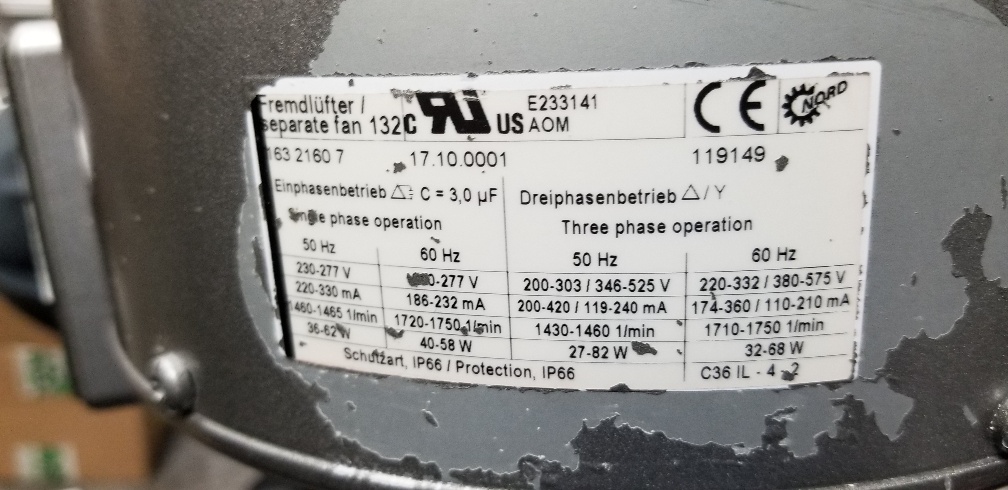 Fremdlüfter /
separate fan 132
C RU US
E233141
AOM
CE
NORD
163 2160 7 17.10.0001 119149
Einphasenbetrieb C = 3,0 µF
Single phase operation
50 Hz 60 Hz
230-277 V -277 V
220-330 mA 186-232 mA
1460-1465 1/min 1720-1750 1/min
36-62 W 40-58 W
Dreiphasenbetrieb △ / Y
Three phase operation
50 Hz 60 Hz
200-303 / 346-525 V 220-332 / 380-575 V
200-420 / 119-240 mA 174-360 / 110-210 mA
1430-1460 1/min 1710-1750 1/min
27-82 W 32-68 W
Schutzart, IP66 / Protection, IP66
C36 IL - 4 2